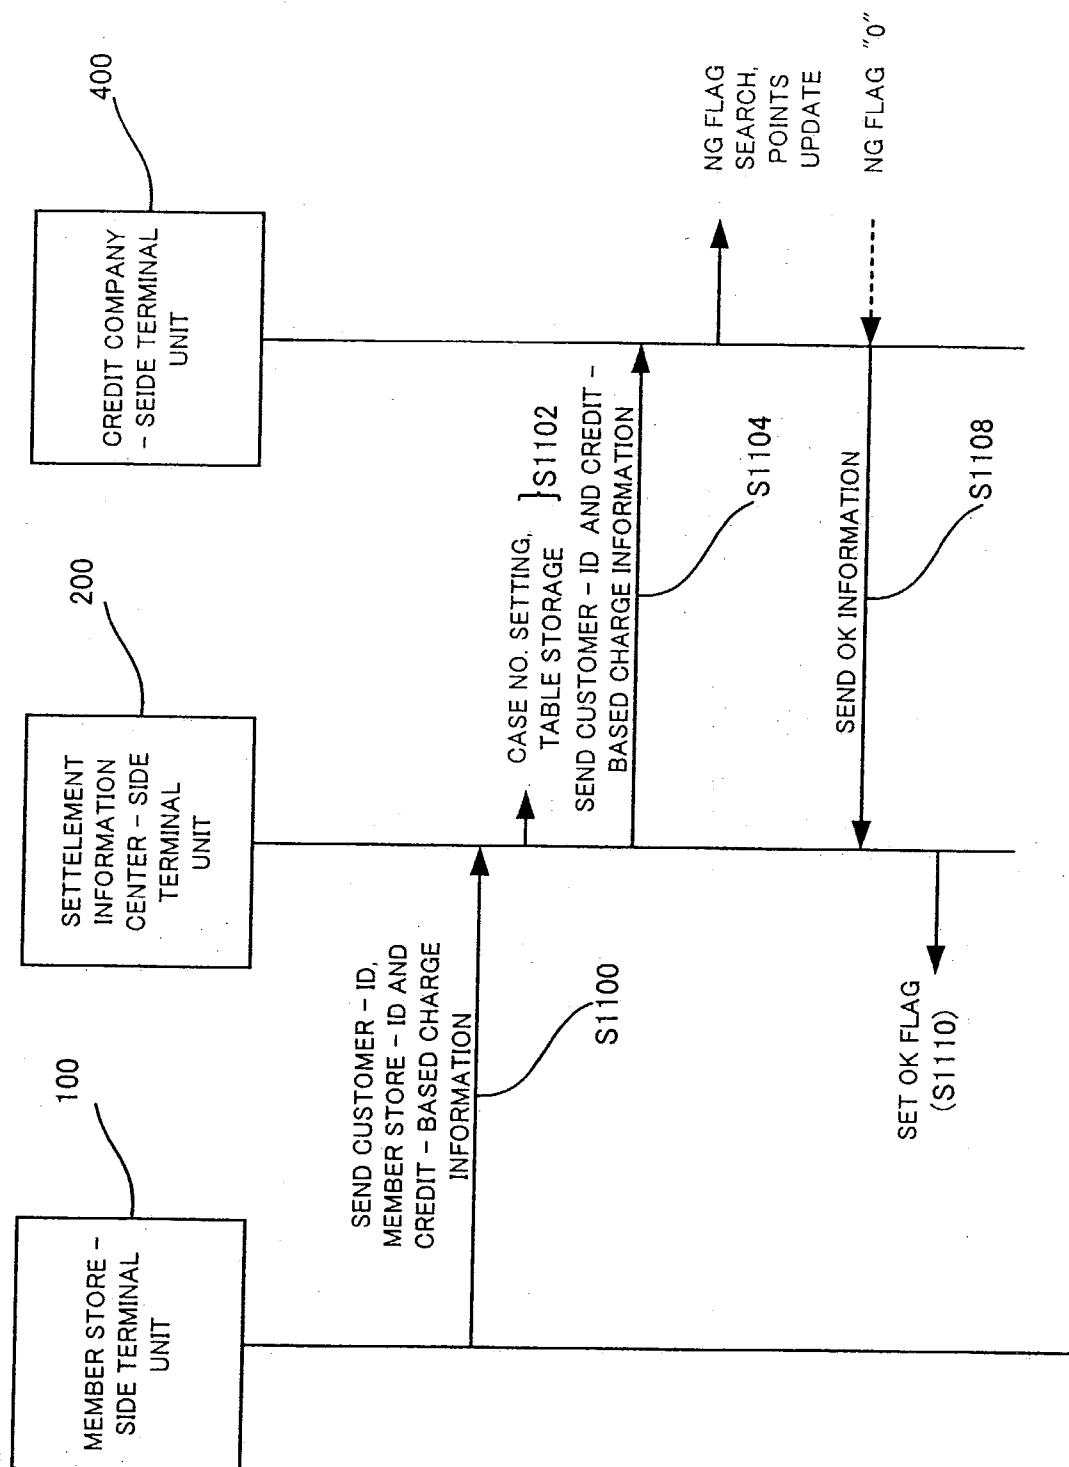 100
MEMBER STORE –
SIDE TERMINAL
UNIT
200
SETTELEMENT
INFORMATION
CENTER – SIDE
TERMINAL
UNIT
400
CREDIT COMPANY
– SEIDE TERMINAL
UNIT
SEND CUSTOMER – ID,
MEMBER STORE – ID AND
CREDIT – BASED CHARGE
INFORMATION
S1100
CASE NO. SETTING,
TABLE STORAGE
}S1102
SEND CUSTOMER – ID AND CREDIT –
BASED CHARGE INFORMATION
S1104
NG FLAG
SEARCH,
POINTS
UPDATE
NG FLAG "0"
SEND OK INFORMATION
S1108
SET OK FLAG
(S1110)